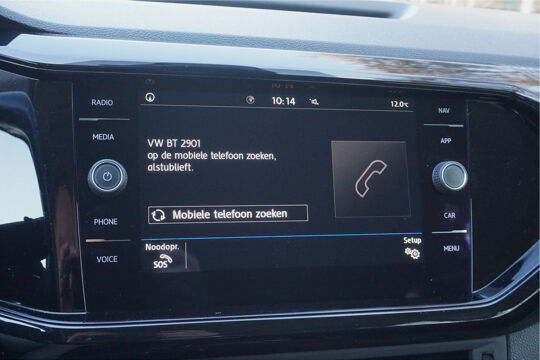 RADIO
MEDIA
PHONE
VOICE
10:14
12.0°C
VW BT 2901
op de mobiele telefoon zoeken,
alstublieft.
Mobiele telefoon zoeken
Noodopr.
SOS
Setup
NAV
APP
CAR
MENU